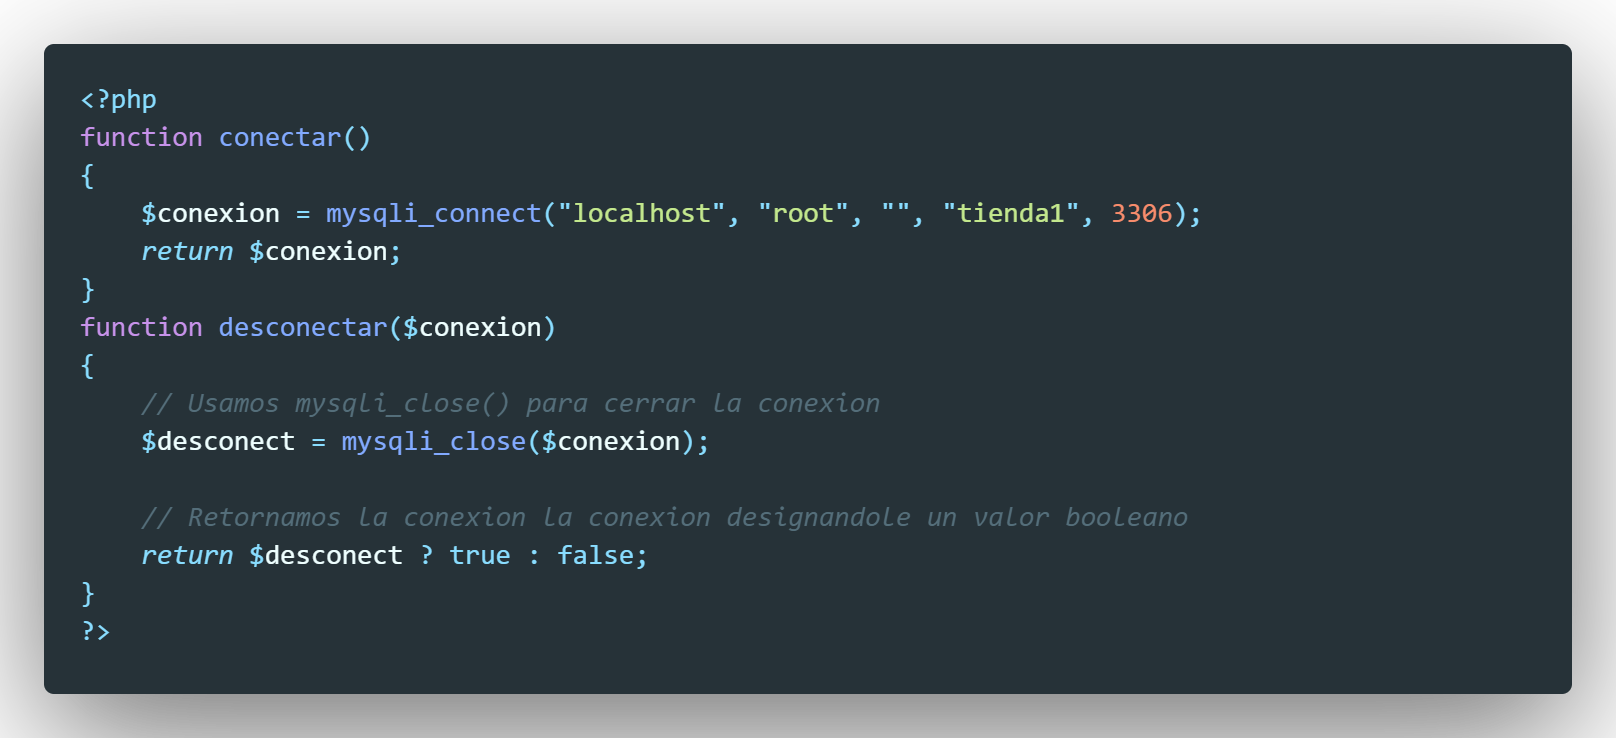 <?php
function conectar()
{
    $conexion = mysqli_connect("localhost", "root", "", "tienda1", 3306);
    return $conexion;
}
function desconectar($conexion)
{
    // Usamos mysqli_close() para cerrar la conexion
    $desconect = mysqli_close($conexion);

    // Retornamos la conexion la conexion designandole un valor booleano
    return $desconect ? true : false;
}
?>